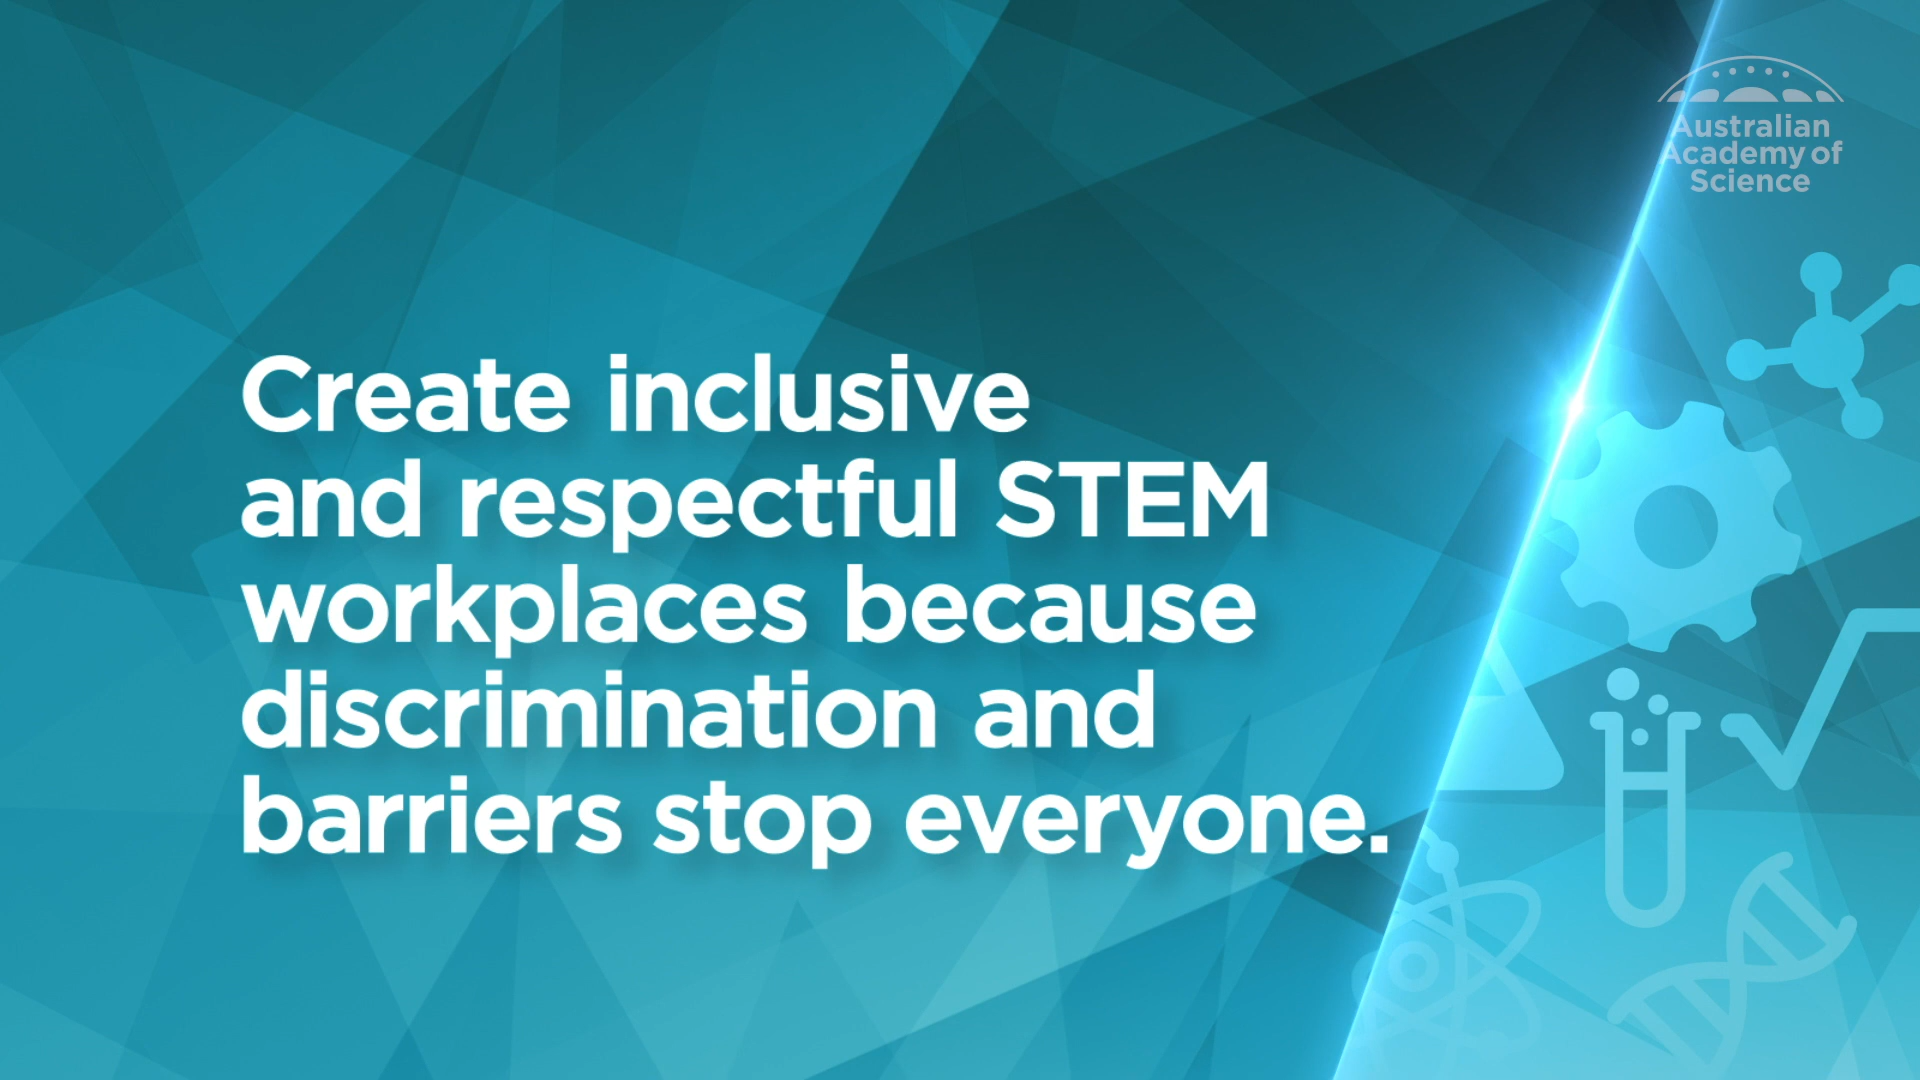 Australian
Academy of
Science
Create inclusive
and respectful STEM
workplaces because
discrimination and
barriers stop everyone.